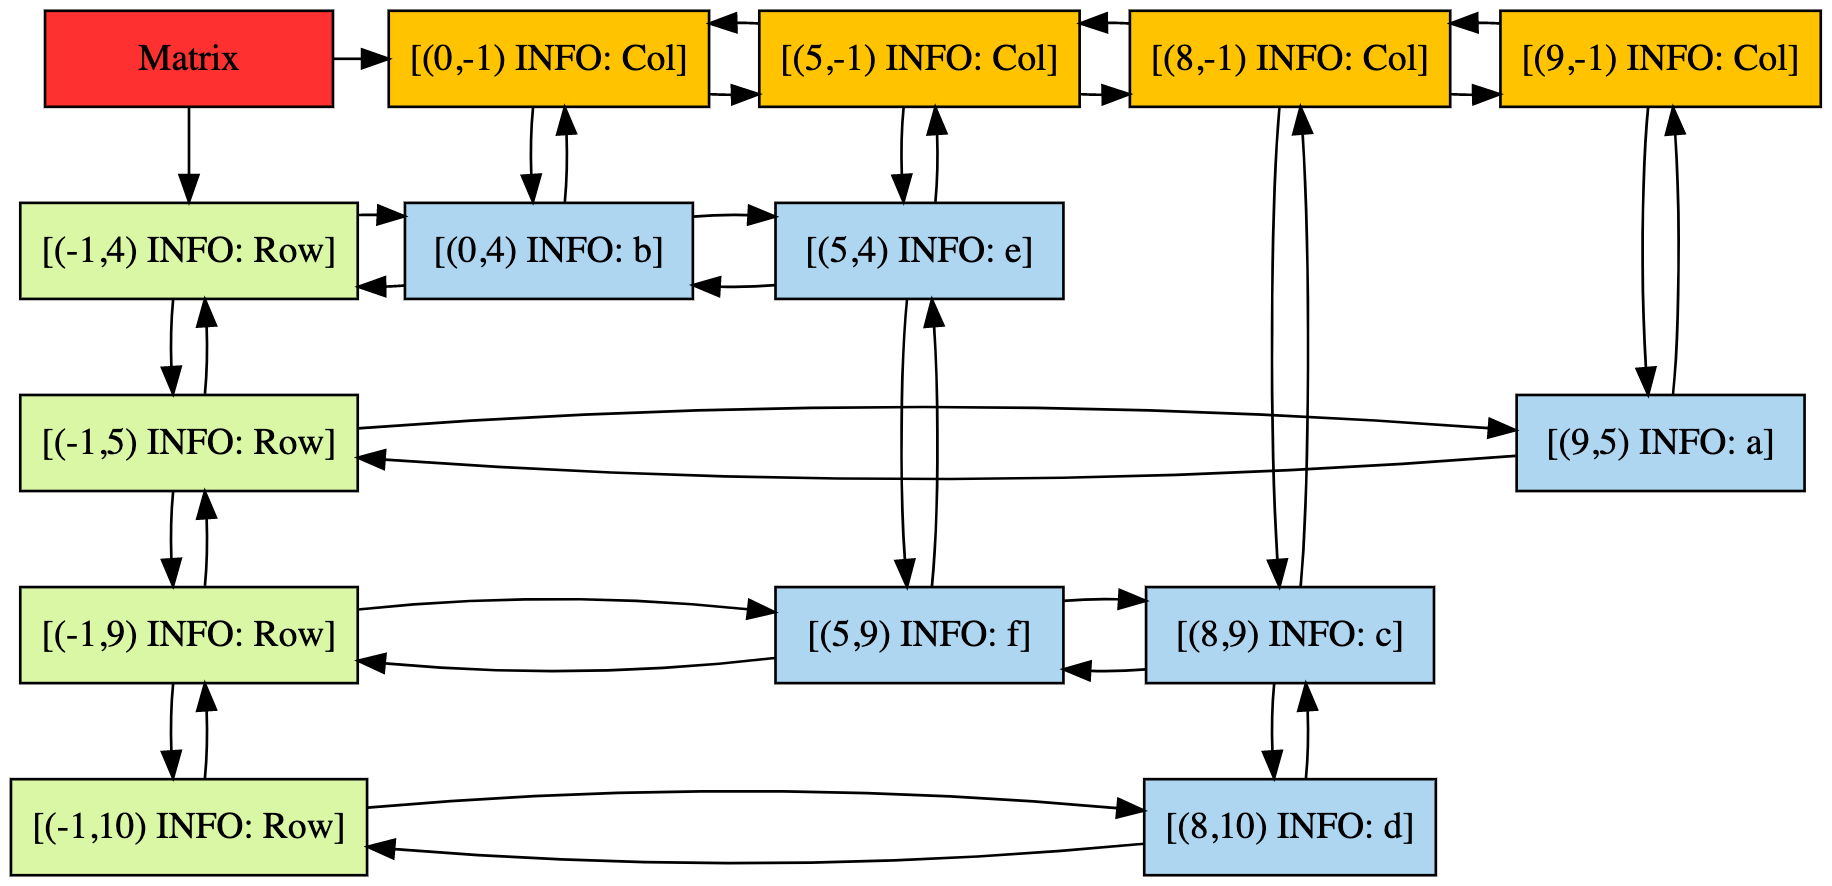 Matrix
[(0,-1) INFO: Col]
[(5,-1) INFO: Col]
[(8,-1) INFO: Col]
[(9,-1) INFO: Col]
[(-1,4) INFO: Row]
[(0,4) INFO: b]
[(5,4) INFO: e]
[(-1,5) INFO: Row]
[(9,5) INFO: a]
[(-1,9) INFO: Row]
[(5,9) INFO: f]
[(8,9) INFO: c]
[(-1,10) INFO: Row]
[(8,10) INFO: d]